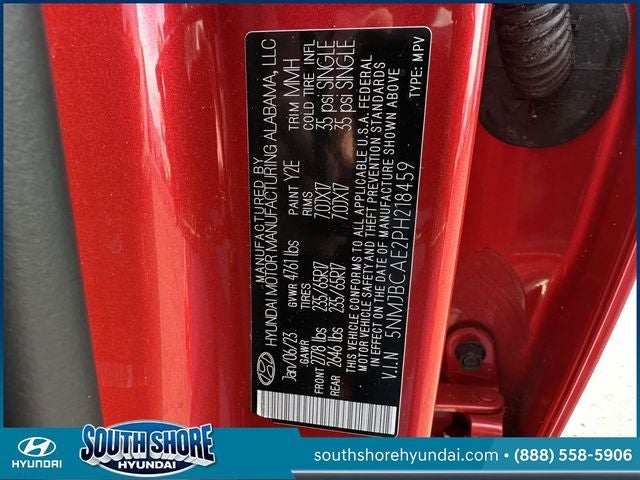 MANUFACTURED BY
HYUNDAI MOTOR MANUFACTURING ALABAMA, LLC
Jan/06/23 GVWR 4761 lbs PAINT Y2E TRIM MMH
GAWR TIRES RIMS COLD TIRE INFL
FRONT 2778 lbs 235/65R17 7.0JX17 35 psi SINGLE
REAR 2646 lbs 235/65R17 7.0JX17 35 psi SINGLE
THIS VEHICLE CONFORMS TO ALL APPLICABLE U.S.A. FEDERAL
MOTOR VEHICLE SAFETY AND THEFT PREVENTION STANDARDS
IN EFFECT ON THE DATE OF MANUFACTURE SHOWN ABOVE
V.I.N 5NMJBCAE2PH218459 TYPE: MPV
HYUNDAI
SOUTH SHORE
HYUNDAI
southshorehyundai.com • (888) 558-5906